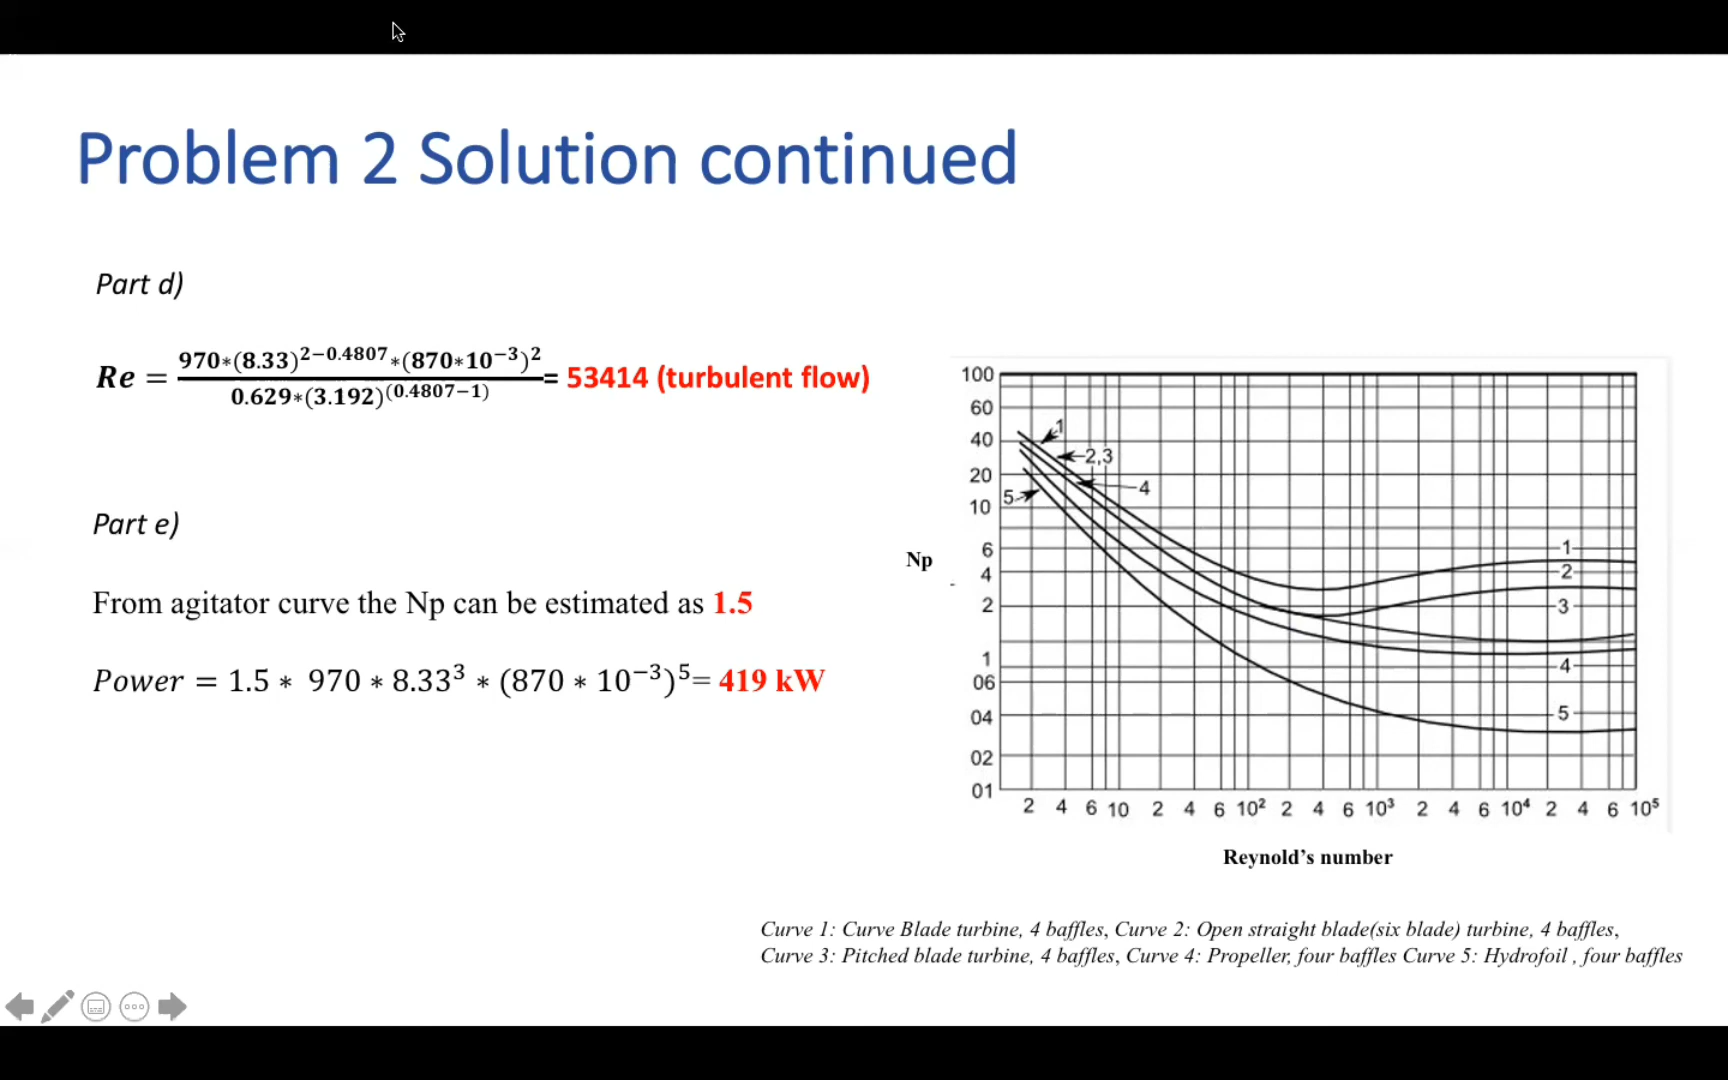 Problem 2 Solution continued
Part d)
Re = 970∗(8.33)^2−0.4807∗(870∗10^−3)^2 / 0.629∗(3.192)^(0.4807−1) = 53414 (turbulent flow)
Part e)
From agitator curve the Np can be estimated as 1.5
Power = 1.5 ∗ 970 ∗ 8.33^3 ∗ (870 ∗ 10^−3)^5= 419 kW
Np
100
60
40
20
10
6
4
2
1
06
04
02
01
1
2,3
4
5
1
2
3
4
5
2 4 6 10 2 4 6 10² 2 4 6 10³ 2 4 6 10⁴ 2 4 6 10⁵
Reynold’s number
Curve 1: Curve Blade turbine, 4 baffles, Curve 2: Open straight blade(six blade) turbine, 4 baffles,
Curve 3: Pitched blade turbine, 4 baffles, Curve 4: Propeller, four baffles Curve 5: Hydrofoil , four baffles